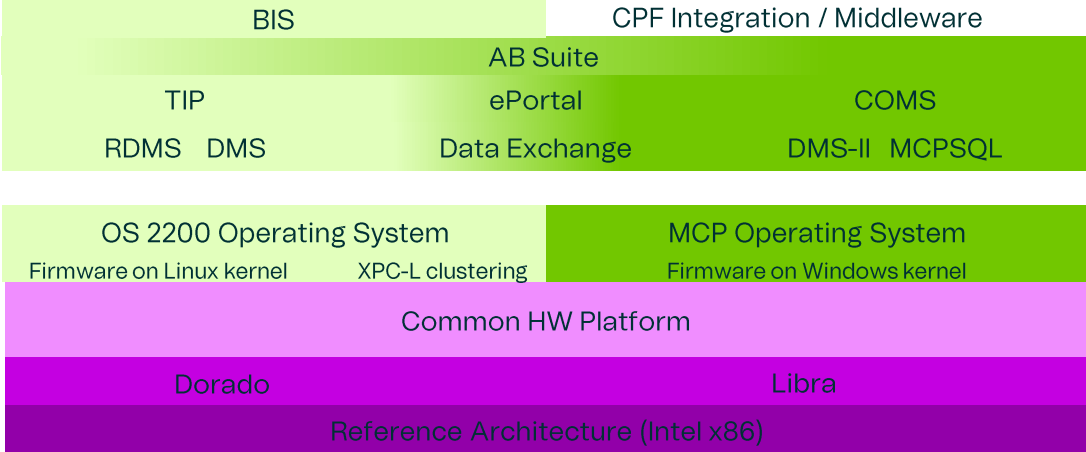 BIS CPF Integration / Middleware
AB Suite
TIP ePortal COMS
RDMS DMS Data Exchange DMS-II MCPSQL
OS 2200 Operating System MCP Operating System
Firmware on Linux kernel XPC-L clustering Firmware on Windows kernel
Common HW Platform
Dorado Libra
Reference Architecture (Intel x86)